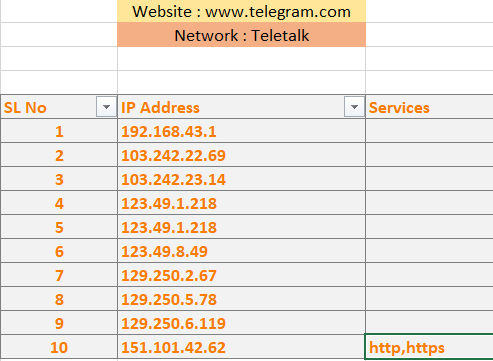 Website : www.telegram.com
Network : Teletalk
SL No IP Address Services
1 192.168.43.1
2 103.242.22.69
3 103.242.23.14
4 123.49.1.218
5 123.49.1.218
6 123.49.8.49
7 129.250.2.67
8 129.250.5.78
9 129.250.6.119
10 151.101.42.62 http,https